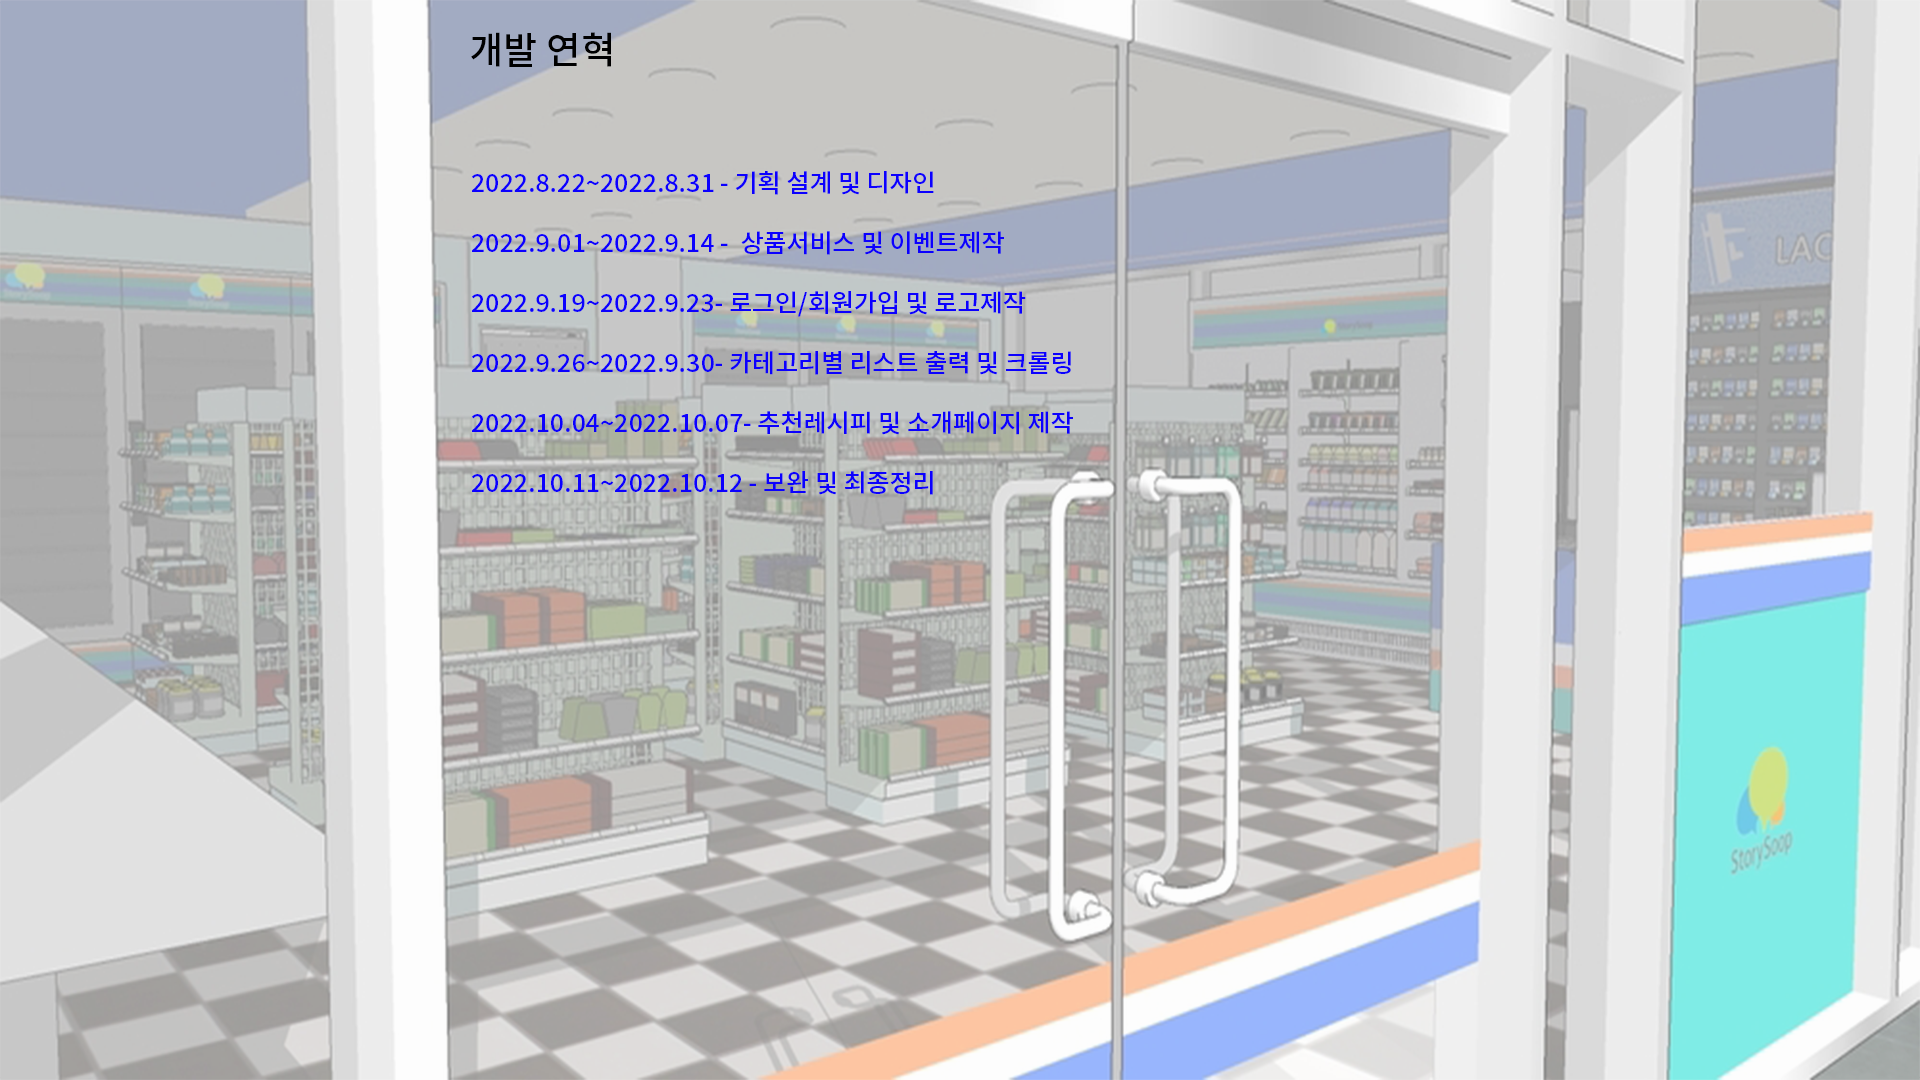 개발 연혁
2022.8.22~2022.8.31 - 기획 설계 및 디자인
2022.9.01~2022.9.14 -  상품서비스 및 이벤트제작
2022.9.19~2022.9.23- 로그인/회원가입 및 로고제작
2022.9.26~2022.9.30- 카테고리별 리스트 출력 및 크롤링
2022.10.04~2022.10.07- 추천레시피 및 소개페이지 제작
2022.10.11~2022.10.12 - 보완 및 최종정리
LAC
StorySoop